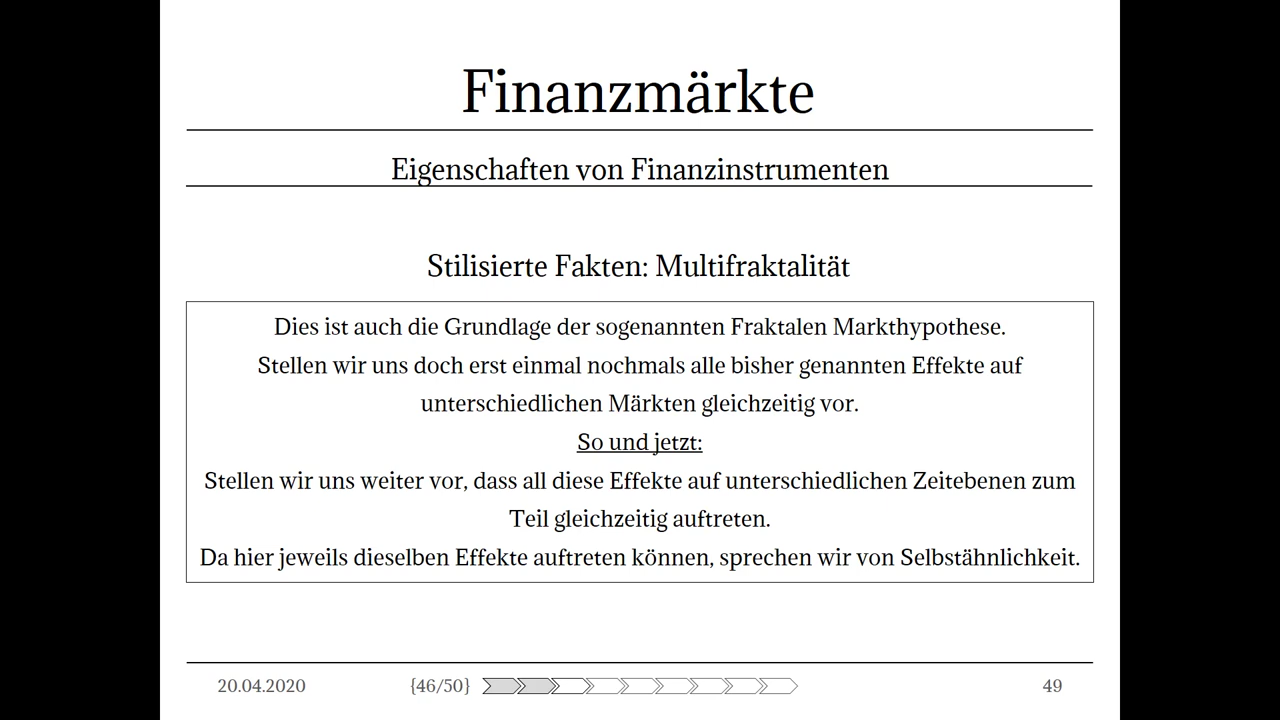 Finanzmärkte
Eigenschaften von Finanzinstrumenten
Stilisierte Fakten: Multifraktalität
Dies ist auch die Grundlage der sogenannten Fraktalen Markthypothese.
Stellen wir uns doch erst einmal nochmals alle bisher genannten Effekte auf
unterschiedlichen Märkten gleichzeitig vor.
So und jetzt:
Stellen wir uns weiter vor, dass all diese Effekte auf unterschiedlichen Zeitebenen zum
Teil gleichzeitig auftreten.
Da hier jeweils dieselben Effekte auftreten können, sprechen wir von Selbstähnlichkeit.
20.04.2020 {46/50} 49